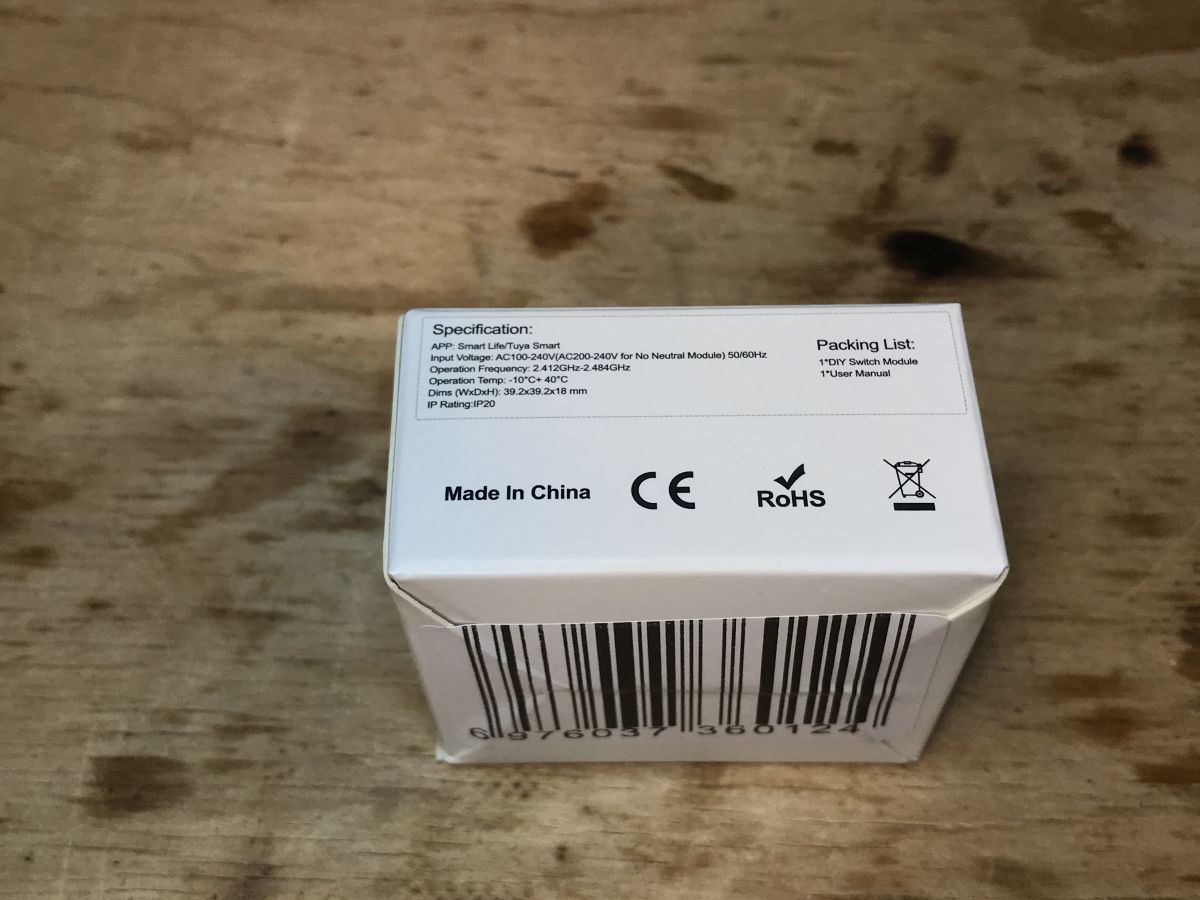 Specification:
APP: Smart Life/Tuya Smart
Input Voltage: AC100-240V(AC200-240V for No Neutral Module) 50/60Hz
Operation Frequency: 2.412GHz-2.484GHz
Operation Temp: -10°C+ 40°C
Dims (WxDxH): 39.2x39.2x18 mm
IP Rating:IP20
Packing List:
1*DIY Switch Module
1*User Manual
Made In China
CE
RoHS
6 976037 360124